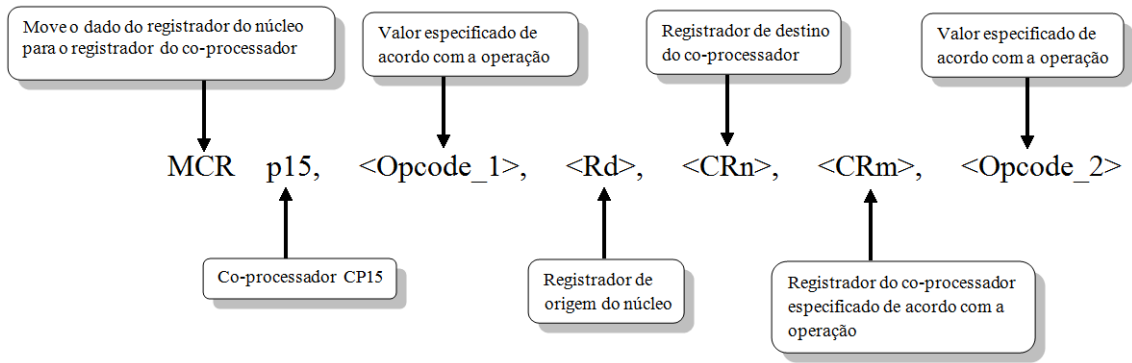 Move o dado do registrador do núcleo
para o registrador do co-processador
Valor especificado de
acordo com a operação
Registrador de destino
do co-processador
Valor especificado de
acordo com a operação
MCR p15, <Opcode_1>, <Rd>, <CRn>, <CRm>, <Opcode_2>
Co-processador CP15
Registrador de
origem do núcleo
Registrador do co-processador
especificado de acordo com a
operação